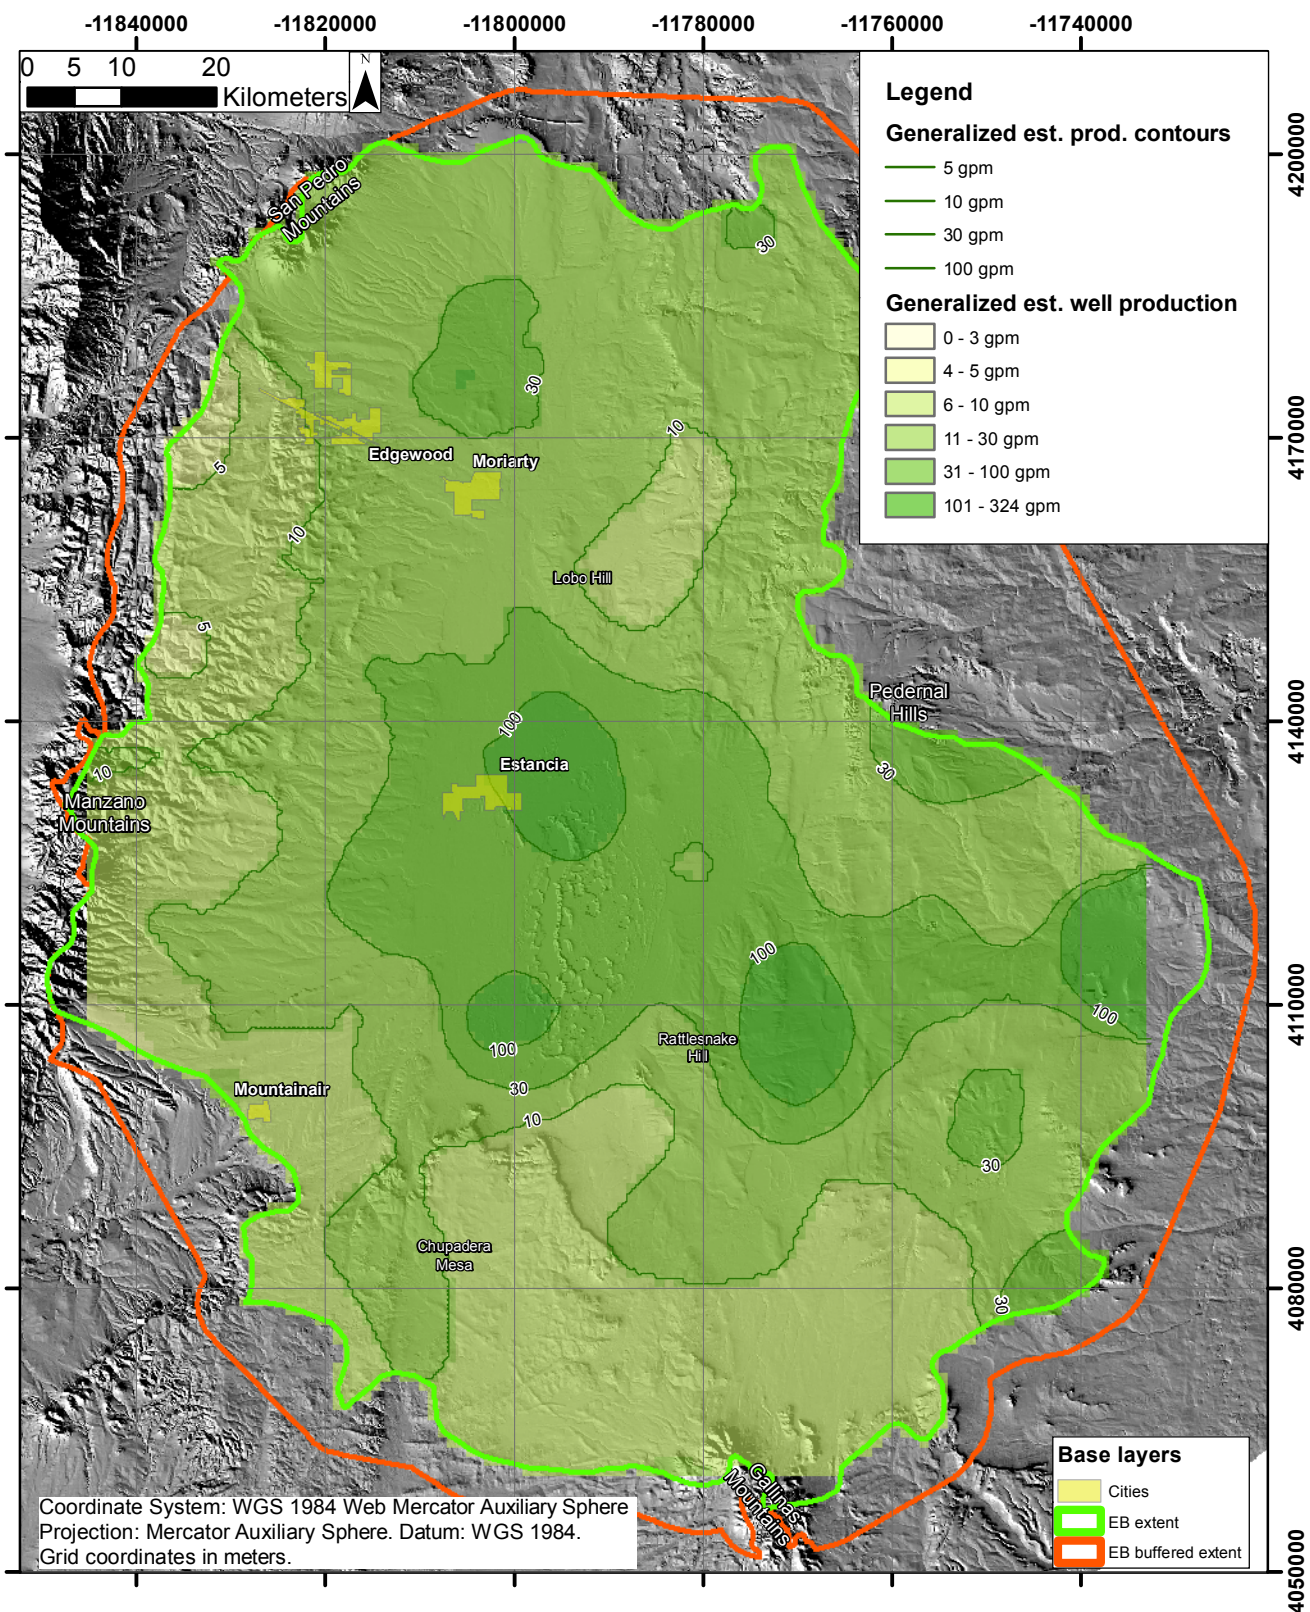 -11840000 -11820000 -11800000 -11780000 -11760000 -11740000
0 5 10 20
Kilometers
N
Legend
Generalized est. prod. contours
5 gpm
10 gpm
30 gpm
100 gpm
Generalized est. well production
0 - 3 gpm
4 - 5 gpm
6 - 10 gpm
11 - 30 gpm
31 - 100 gpm
101 - 324 gpm
4200000
4170000
4140000
4110000
4080000
4050000
San Pedro
Mountains
30
30
10
Edgewood
Moriarty
5
10
Lobo Hill
5
Pedernal
Hills
100
Estancia
30
10
Manzano
Mountains
100
100
Rattlesnake
Hill
100
30
Mountainair
10
30
Chupadera
Mesa
30
Gallinas
Mountains
Base layers
Cities
EB extent
EB buffered extent
Coordinate System: WGS 1984 Web Mercator Auxiliary Sphere
Projection: Mercator Auxiliary Sphere. Datum: WGS 1984.
Grid coordinates in meters.